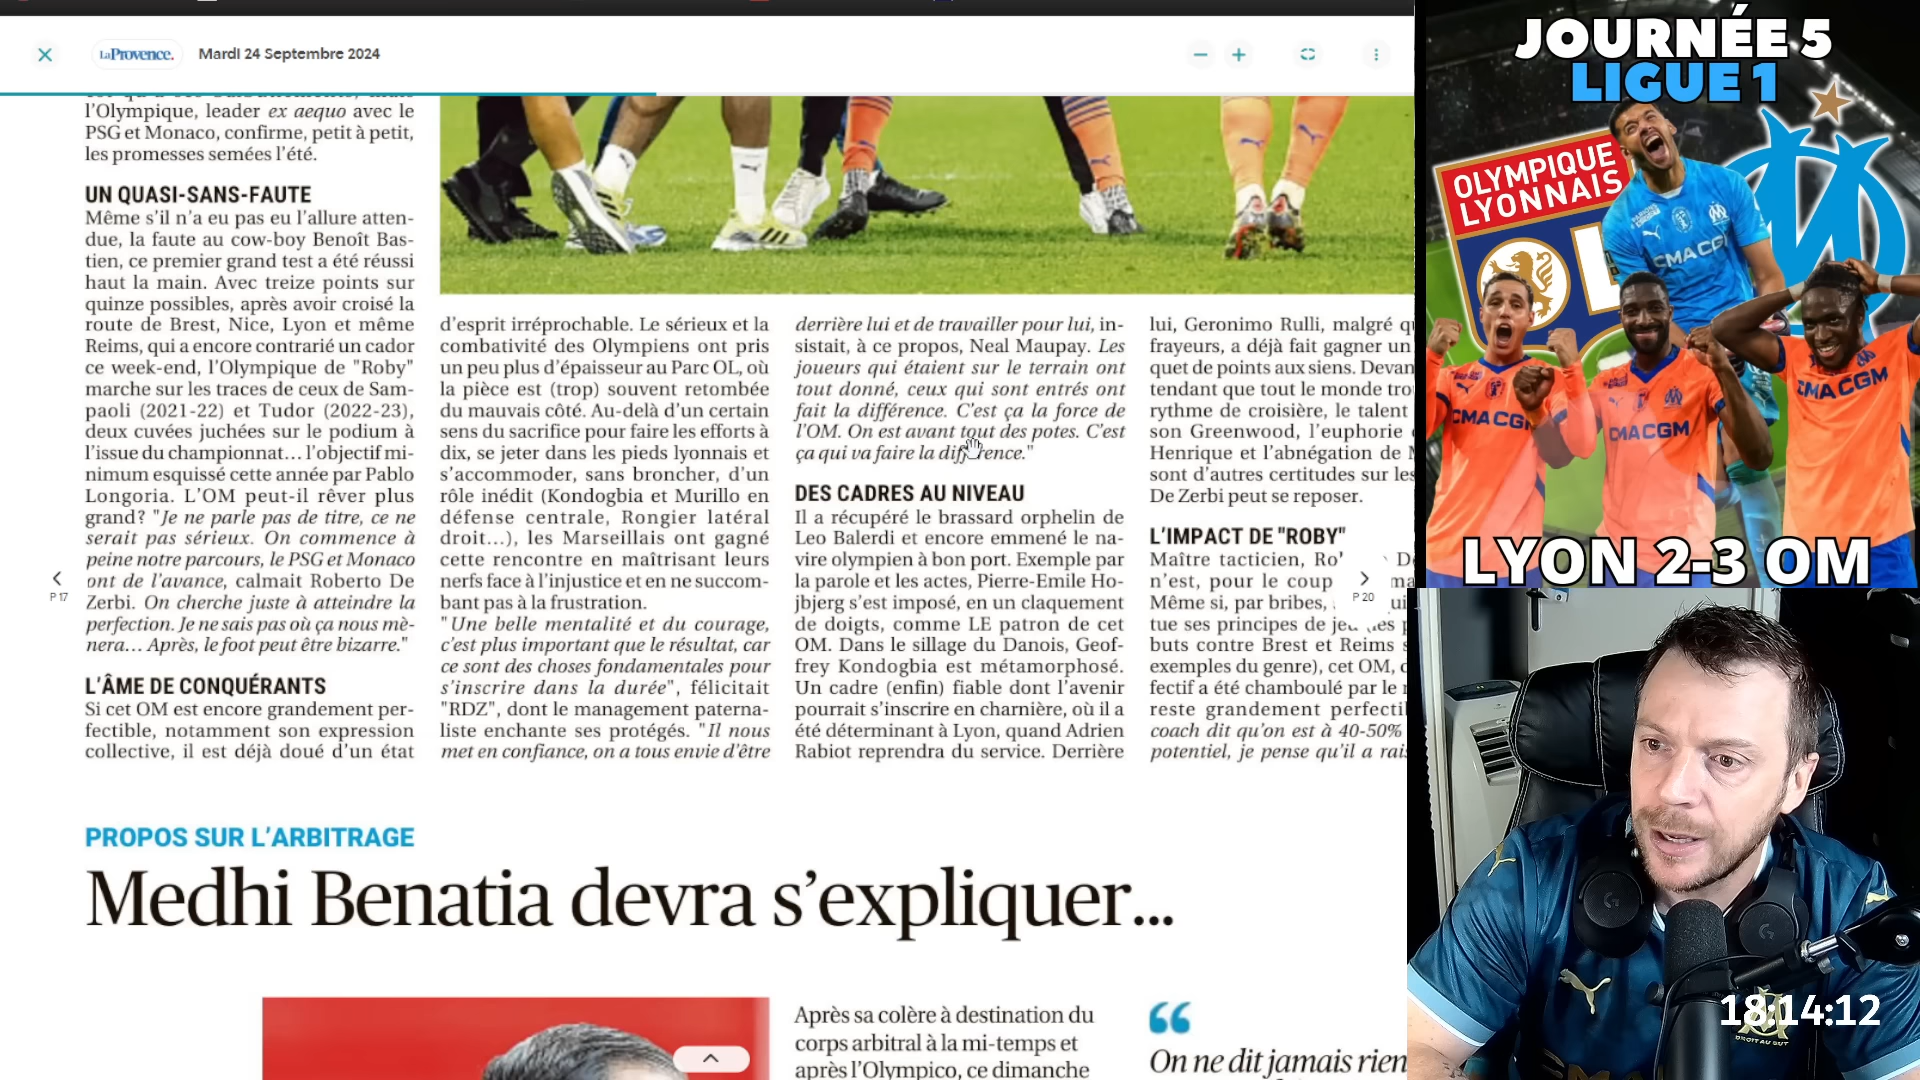 LaProvence.
Mardi 24 Septembre 2024
l'Olympique, leader ex aequo avec le
PSG et Monaco, confirme, petit à petit,
les promesses semées l'été.
UN QUASI-SANS-FAUTE
Même s'il n'a eu pas eu l'allure atten-
due, la faute au cow-boy Benoît Bas-
tien, ce premier grand test a été réussi
haut la main. Avec treize points sur
quinze possibles, après avoir croisé la
route de Brest, Nice, Lyon et même
Reims, qui a encore contrarié un cador
ce week-end, l'Olympique de "Roby"
marche sur les traces de ceux de Sam-
paoli (2021-22) et Tudor (2022-23),
deux cuvées juchées sur le podium à
l'issue du championnat... l'objectif mi-
nimum esquissé cette année par Pablo
Longoria. L'OM peut-il rêver plus
grand? "Je ne parle pas de titre, ce ne
serait pas sérieux. On commence à
peine notre parcours, le PSG et Monaco
ont de l'avance, calmait Roberto De
Zerbi. On cherche juste à atteindre la
perfection. Je ne sais pas où ça nous mè-
nera... Après, le foot peut être bizarre."
L'ÂME DE CONQUÉRANTS
Si cet OM est encore grandement per-
fectible, notamment son expression
collective, il est déjà doué d'un état
d'esprit irréprochable. Le sérieux et la
combativité des Olympiens ont pris
un peu plus d'épaisseur au Parc OL, où
la pièce est (trop) souvent retombée
du mauvais côté. Au-delà d'un certain
sens du sacrifice pour faire les efforts à
dix, se jeter dans les pieds lyonnais et
s'accommoder, sans broncher, d'un
rôle inédit (Kondogbia et Murillo en
défense centrale, Rongier latéral
droit...), les Marseillais ont gagné
cette rencontre en maîtrisant leurs
nerfs face à l'injustice et en ne succom-
bant pas à la frustration.
"Une belle mentalité et du courage,
c'est plus important que le résultat, car
ce sont des choses fondamentales pour
s'inscrire dans la durée", félicitait
"RDZ", dont le management paterna-
liste enchante ses protégés. "Il nous
met en confiance, on a tous envie d'être
derrière lui et de travailler pour lui, in-
sistait, à ce propos, Neal Maupay. Les
joueurs qui étaient sur le terrain ont
tout donné, ceux qui sont entrés ont
fait la différence. C'est ça la force de
l'OM. On est avant tout des potes. C'est
ça qui va faire la différence."
DES CADRES AU NIVEAU
Il a récupéré le brassard orphelin de
Leo Balerdi et encore emmené le na-
vire olympien à bon port. Exemple par
la parole et les actes, Pierre-Emile Ho-
jbjerg s'est imposé, en un claquement
de doigts, comme LE patron de cet
OM. Dans le sillage du Danois, Geof-
frey Kondogbia est métamorphosé.
Un cadre (enfin) fiable dont l'avenir
pourrait s'inscrire en charnière, où il a
été déterminant à Lyon, quand Adrien
Rabiot reprendra du service. Derrière
lui, Geronimo Rulli, malgré
frayeurs, a déjà fait gagner un
quet de points aux siens. Devan
tendant que tout le monde tro
rythme de croisière, le talent
son Greenwood, l'euphorie
Henrique et l'abnégation de
sont d'autres certitudes sur les
De Zerbi peut se reposer.
L'IMPACT DE "ROBY"
Maître tacticien,
n'est, pour le coup
Même si, par bribes,
tue ses principes de
buts contre Brest et Reims
exemples du genre), cet OM,
fectif a été chamboulé par le
reste grandement perfecti
coach dit qu'on est à 40-50%
potentiel, je pense qu'il a
P 17
P 20
PROPOS SUR L'ARBITRAGE
Medhi Benatia devra s'expliquer...
Après sa colère à destination du
corps arbitral à la mi-temps et
après l'Olympico, ce dimanche
“
On ne dit jamais rien
JOURNÉE 5
LIGUE 1
OLYMPIQUE
LYONNAIS
CMA CGM
CMA CGM
CMA CGM
CMA CGM
LYON 2-3 OM
18:14:12
DROIT AU BUT